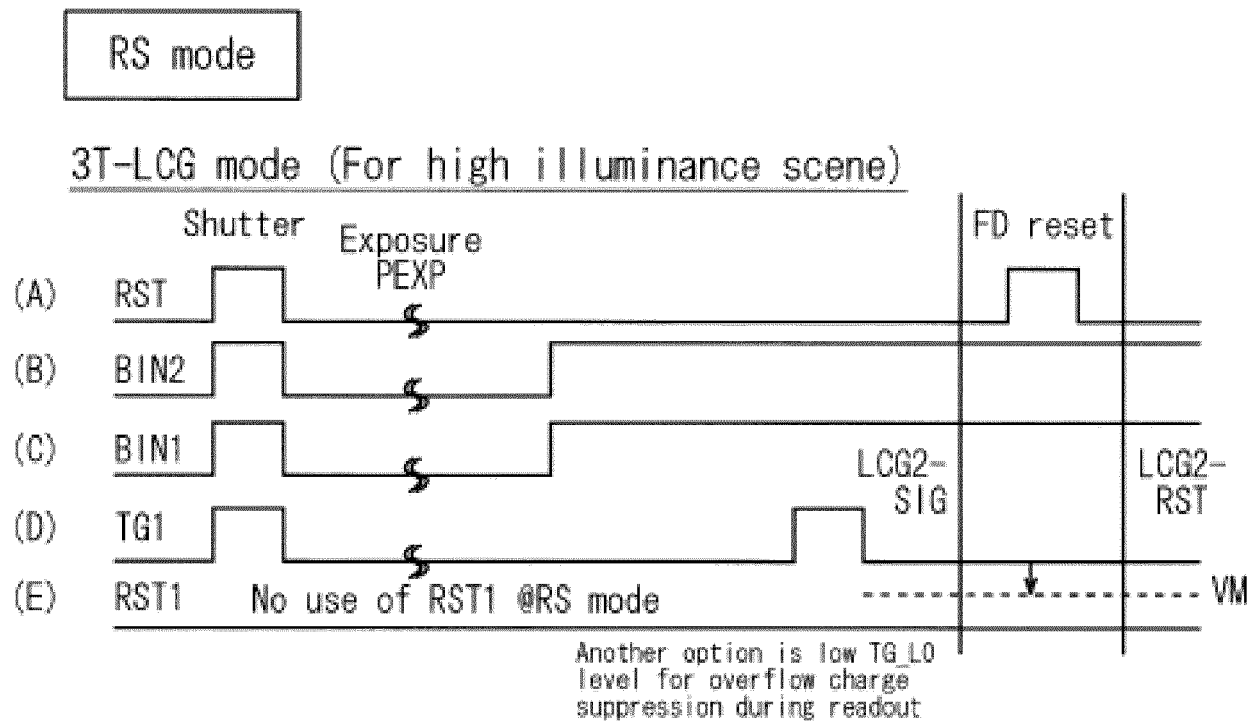 RS mode
3T-LCG mode (For high illuminance scene)
Shutter
Exposure
PEXP
FD reset
(A) RST
(B) BIN2
(C) BIN1
LCG2-
SIG
LCG2-
RST
(D) TG1
(E) RST1 No use of RST1 @RS mode
VM
Another option is low TG_LO
level for overflow charge
suppression during readout